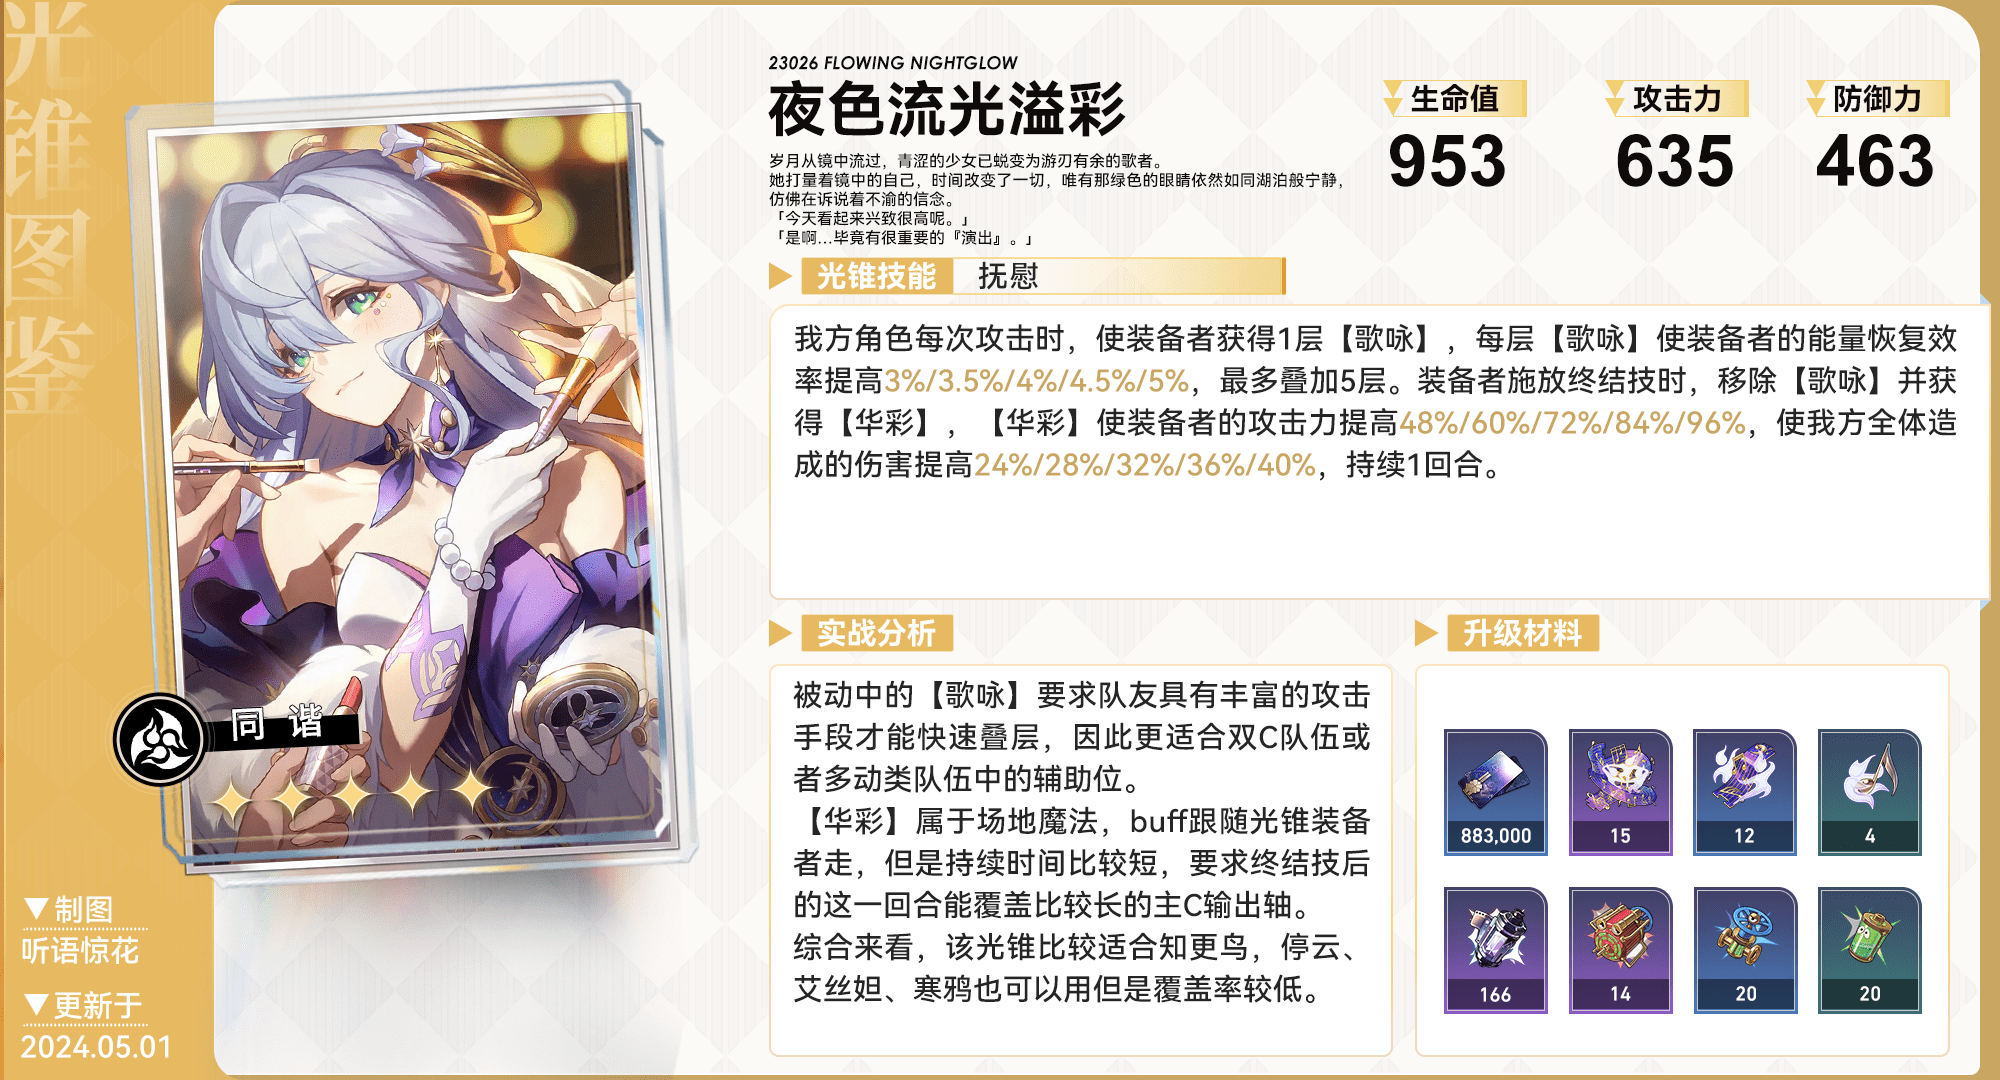 光锥图鉴
23026 FLOWING NIGHTGLOW
夜色流光溢彩
岁月从镜中流过，青涩的少女已蜕变为游刃有余的歌者。
她打量着镜中的自己，时间改变了一切，唯有那绿色的眼睛依然如同湖泊般宁静，
仿佛在诉说着不渝的信念。
「今天看起来兴致很高呢。」
「是啊…毕竟有很重要的『演出』。」
生命值 攻击力 防御力
953 635 463
光锥技能 抚慰
我方角色每次攻击时，使装备者获得1层【歌咏】，每层【歌咏】使装备者的能量恢复效
率提高3%/3.5%/4%/4.5%/5%，最多叠加5层。装备者施放终结技时，移除【歌咏】并获
得【华彩】，【华彩】使装备者的攻击力提高48%/60%/72%/84%/96%，使我方全体造
成的伤害提高24%/28%/32%/36%/40%，持续1回合。
同谐
实战分析
被动中的【歌咏】要求队友具有丰富的攻击
手段才能快速叠层，因此更适合双C队伍或
者多动类队伍中的辅助位。
【华彩】属于场地魔法，buff跟随光锥装备
者走，但是持续时间比较短，要求终结技后
的这一回合能覆盖比较长的主C输出轴。
综合来看，该光锥比较适合知更鸟，停云、
艾丝妲、寒鸦也可以用但是覆盖率较低。
升级材料
883,000 15 12 4
166 14 20 20
▼制图
听语惊花
▼更新于
2024.05.01